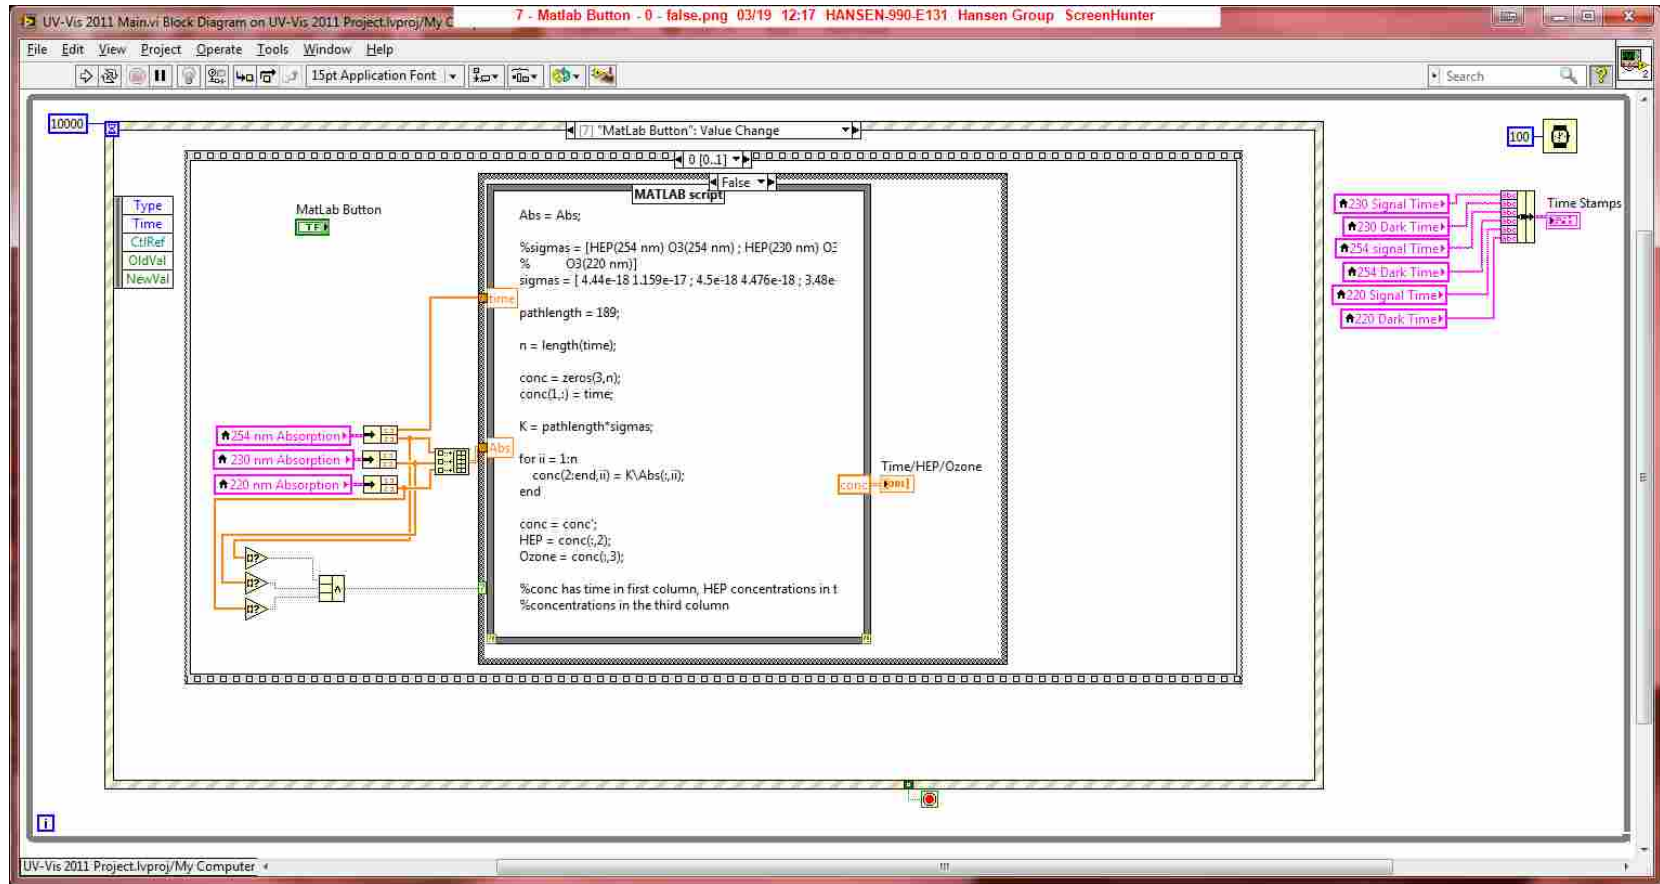 7 - Matlab Button - 0 - false.png 03/19 12:17 HANSEN-990-E131 Hansen Group ScreenHunter
UV-Vis 2011 Main.vi Block Diagram on UV-Vis 2011 Project.lvproj/My C
File Edit View Project Operate Tools Window Help
15pt Application Font
Search
2
10000
[7] "MatLab Button": Value Change
100
0 [0..1]
False
MATLAB script
Type
Time
CtlRef
OldVal
NewVal
MatLab Button
TF
Abs = Abs;
%sigmas = [HEP(254 nm) O3(254 nm) ; HEP(230 nm) O3
% O3(220 nm)]
sigmas = [ 4.44e-18 1.159e-17 ; 4.5e-18 4.476e-18 ; 3.48e-
time
pathlength = 189;
n = length(time);
conc = zeros(3,n);
conc(1,:) = time;
K = pathlength*sigmas;
Abs
for ii = 1:n
conc(2:end,ii) = K\Abs(:,ii);
end
conc = conc';
HEP = conc(:,2);
Ozone = conc(:,3);
%conc has time in first column, HEP concentrations in t
%concentrations in the third column
254 nm Absorption
230 nm Absorption
220 nm Absorption
conc
Time/HEP/Ozone
230 Signal Time
230 Dark Time
254 signal Time
254 Dark Time
220 Signal Time
220 Dark Time
Time Stamps
i
UV-Vis 2011 Project.lvproj/My Computer